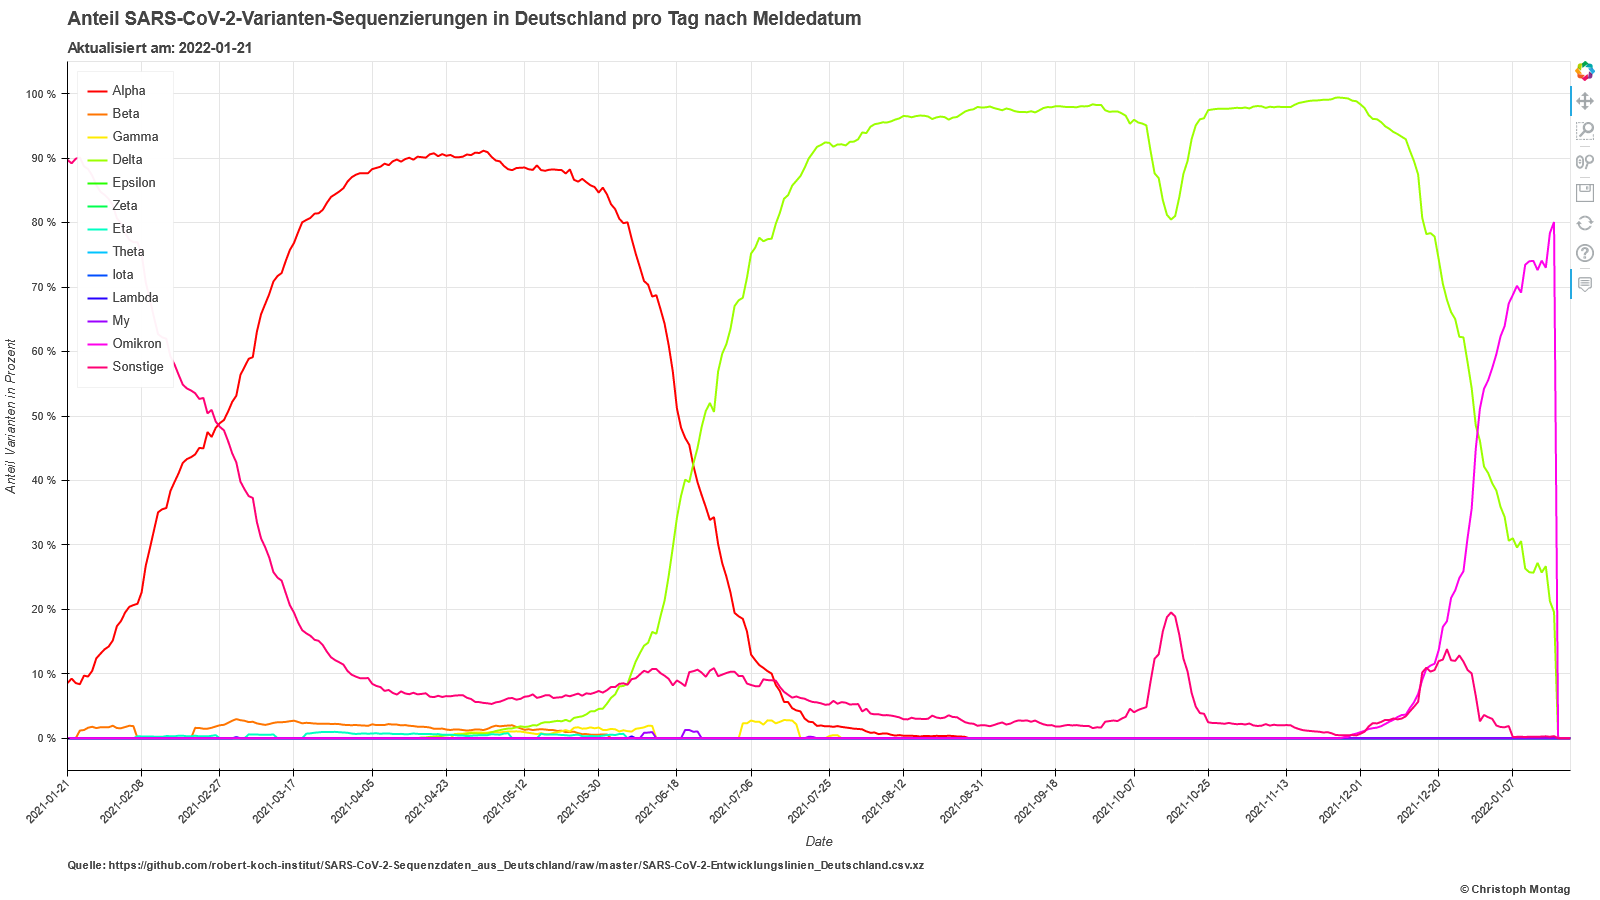 Anteil SARS-CoV-2-Varianten-Sequenzierungen in Deutschland pro Tag nach Meldedatum
Aktualisiert am: 2022-01-21
Alpha
Beta
Gamma
Delta
Epsilon
Zeta
Eta
Theta
Iota
Lambda
My
Omikron
Sonstige
Anteil Varianten in Prozent
100 %
90 %
80 %
70 %
60 %
50 %
40 %
30 %
20 %
10 %
0 %
2021-01-21
2021-02-08
2021-02-27
2021-03-17
2021-04-05
2021-04-23
2021-05-12
2021-05-30
2021-06-18
2021-07-06
2021-07-25
2021-08-12
2021-08-31
2021-09-18
2021-10-07
2021-10-25
2021-11-13
2021-12-01
2021-12-20
2022-01-07
Date
Quelle: https://github.com/robert-koch-institut/SARS-CoV-2-Sequenzdaten_aus_Deutschland/raw/master/SARS-CoV-2-Entwicklungslinien_Deutschland.csv.xz
© Christoph Montag